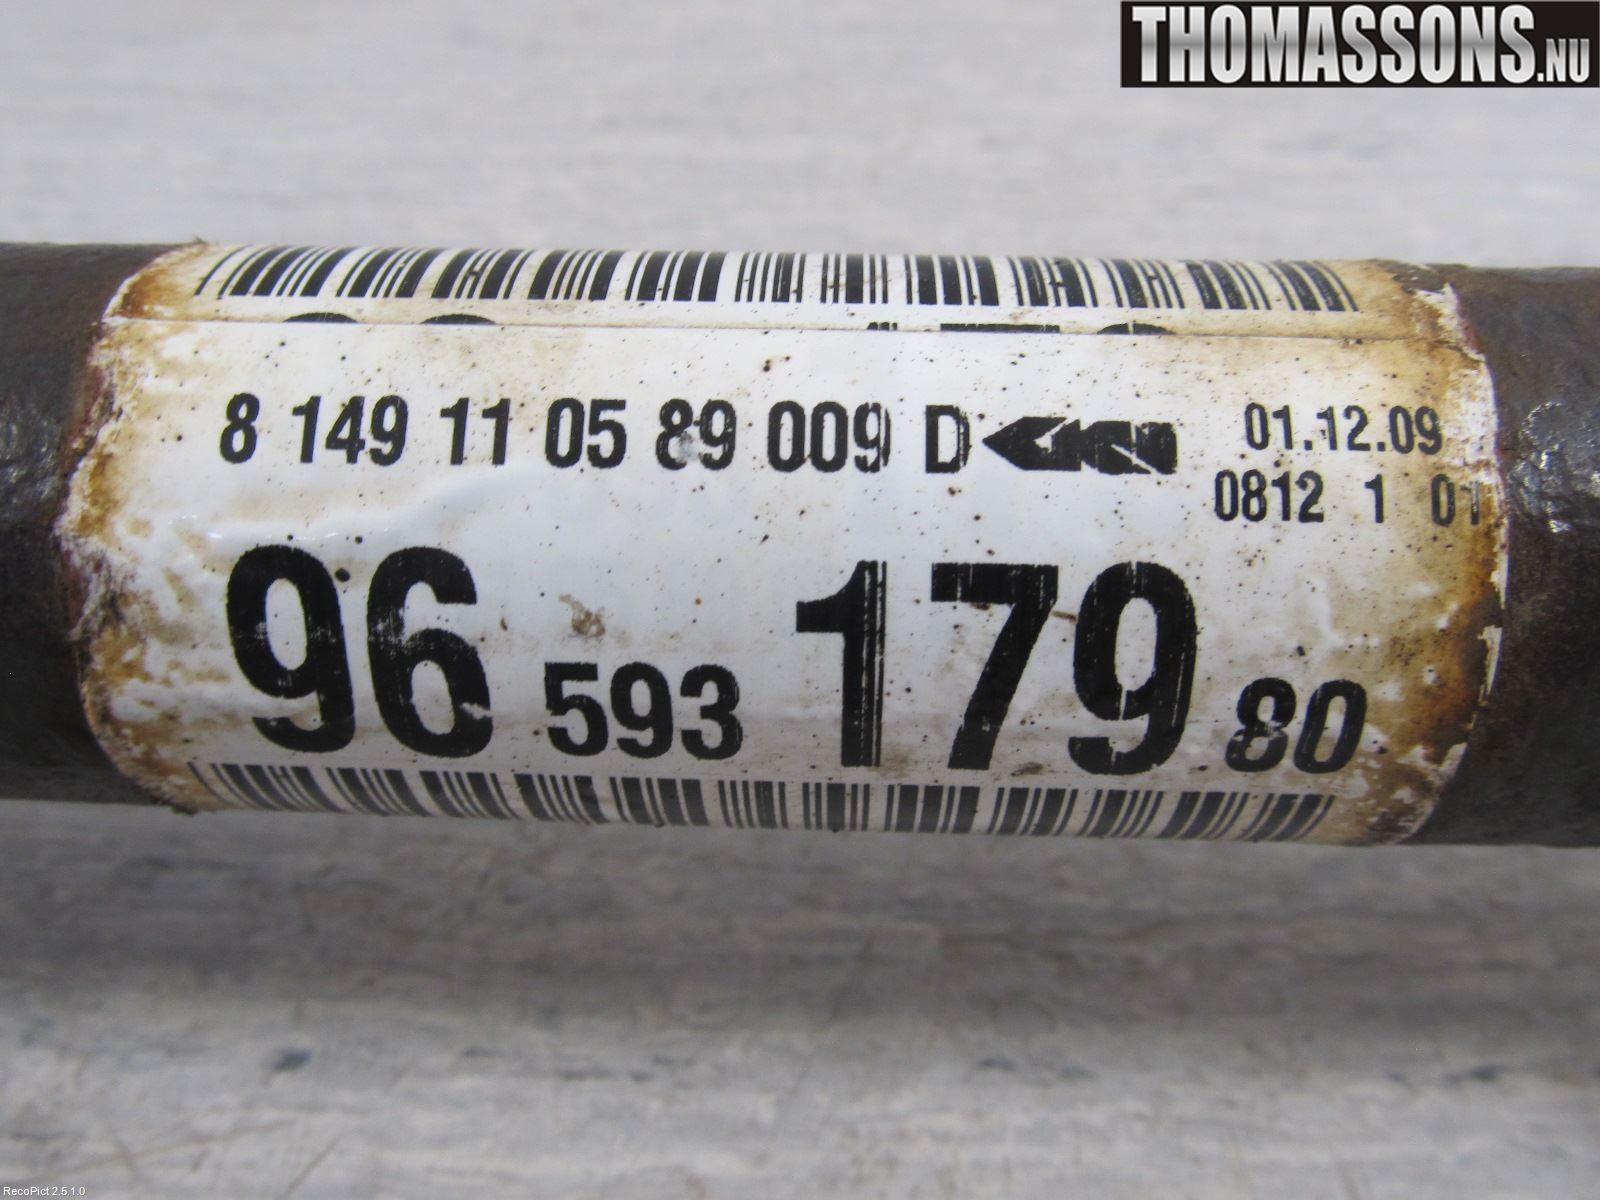 THOMASSONS.NU
8 149 11 05 89 009 D 01.12.09
0812 1 01
96 593 179 80
RecoPict 2.5.1.0